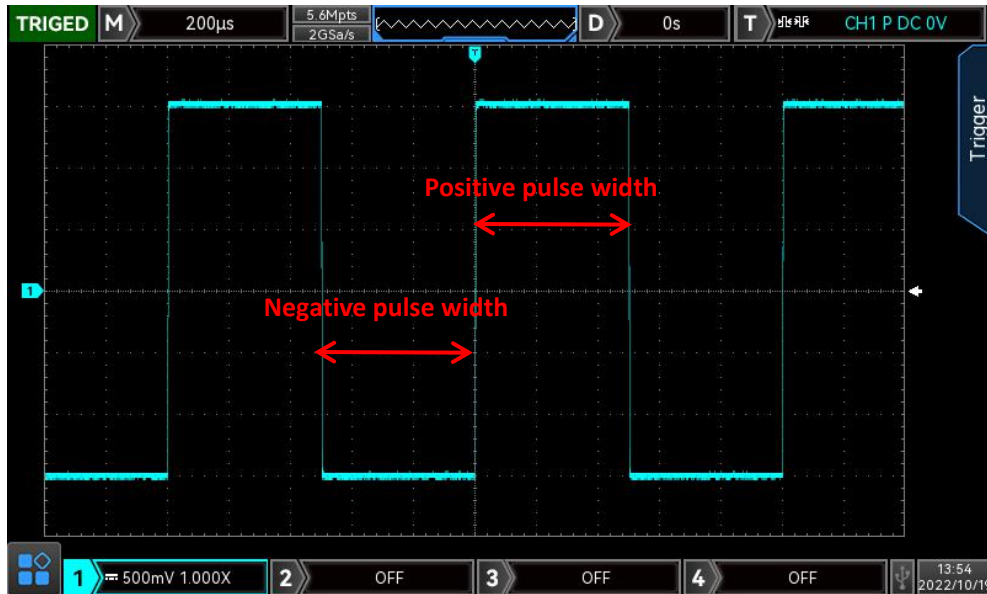 TRIGED M 200μs 5.6Mpts D 0s T CH1 P DC 0V
2GSa/s
T
Trigger
Positive pulse width
1
Negative pulse width
1 500mV 1.000X 2 OFF 3 OFF 4 OFF 13:54
2022/10/19